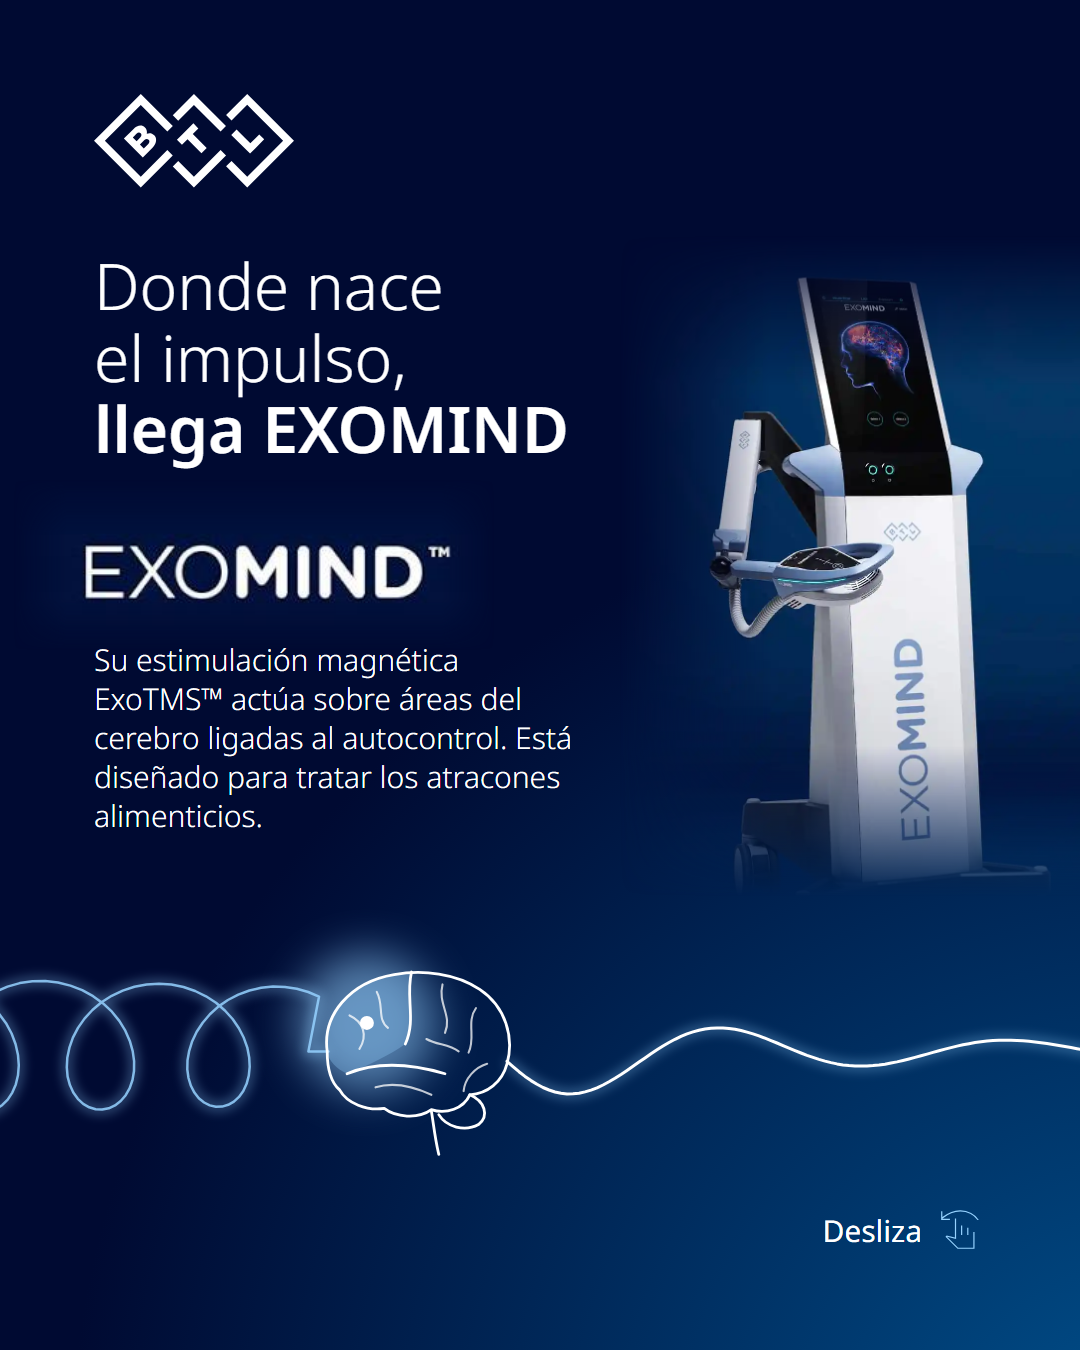 BTL
Donde nace
el impulso,
llega EXOMIND
EXOMIND™
Su estimulación magnética
ExoTMS™ actúa sobre áreas del
cerebro ligadas al autocontrol. Está
diseñado para tratar los atracones
alimenticios.
EXOMIND
BTL
EXOMIND
Desliza